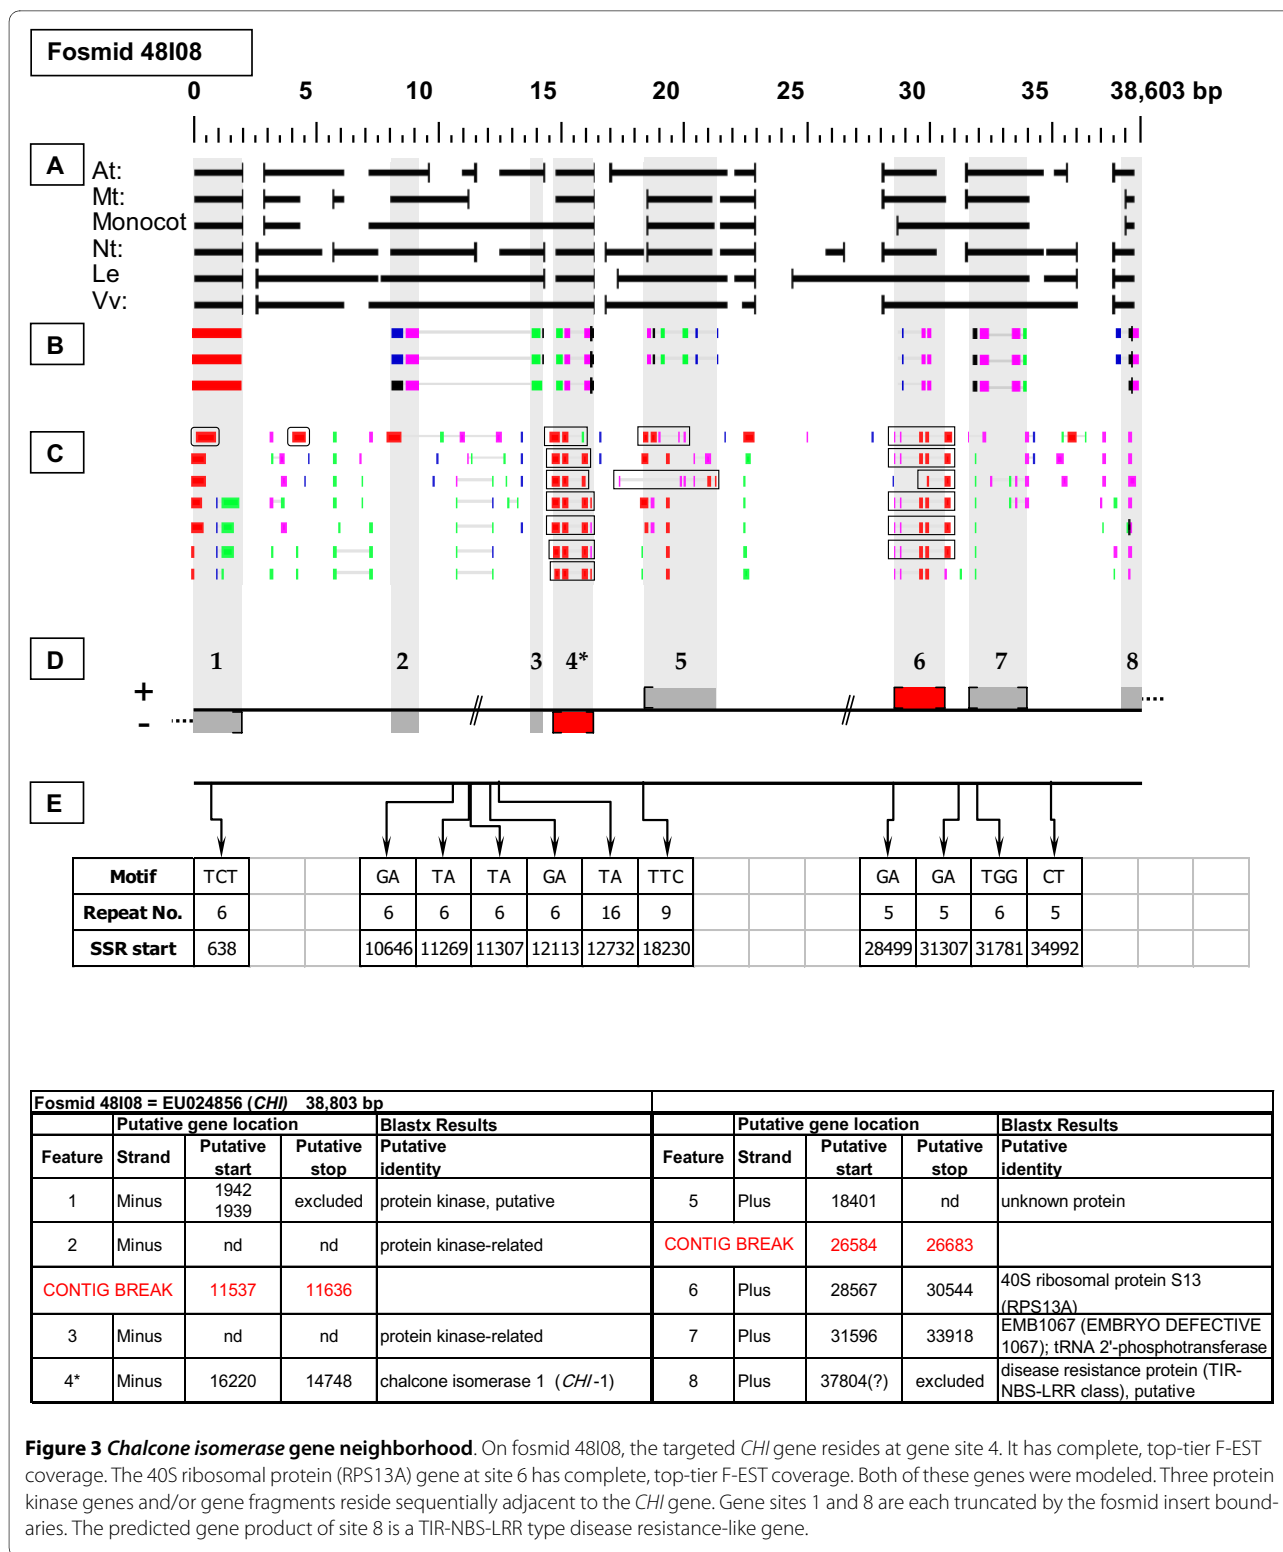 Fosmid 48I08
0 5 10 15 20 25 30 35 38,603 bp
A
At:
Mt:
Monocot
Nt:
Le
Vv:
B
C
D
1 2 3 4* 5 6 7 8
+
-
E
Motif TCT GA TA TA GA TA TTC GA GA TGG CT
Repeat No. 6 6 6 6 6 16 9 5 5 6 5
SSR start 638 10646 11269 11307 12113 12732 18230 28499 31307 31781 34992
Fosmid 48I08 = EU024856 (CHI) 38,803 bp
Putative gene location Blastx Results Putative gene location Blastx Results
Feature Strand Putative start Putative stop Putative identity Feature Strand Putative start Putative stop Putative identity
1 Minus 1942 1939 excluded protein kinase, putative 5 Plus 18401 nd unknown protein
2 Minus nd nd protein kinase-related CONTIG BREAK 26584 26683
CONTIG BREAK 11537 11636 6 Plus 28567 30544 40S ribosomal protein S13 (RPS13A)
3 Minus nd nd protein kinase-related 7 Plus 31596 33918 EMB1067 (EMBRYO DEFECTIVE 1067); tRNA 2'-phosphotransferase
4* Minus 16220 14748 chalcone isomerase 1 (CHI-1) 8 Plus 37804(?) excluded disease resistance protein (TIR-NBS-LRR class), putative
Figure 3 Chalcone isomerase gene neighborhood. On fosmid 48I08, the targeted CHI gene resides at gene site 4. It has complete, top-tier F-EST
coverage. The 40S ribosomal protein (RPS13A) gene at site 6 has complete, top-tier F-EST coverage. Both of these genes were modeled. Three protein
kinase genes and/or gene fragments reside sequentially adjacent to the CHI gene. Gene sites 1 and 8 are each truncated by the fosmid insert bound-
aries. The predicted gene product of site 8 is a TIR-NBS-LRR type disease resistance-like gene.